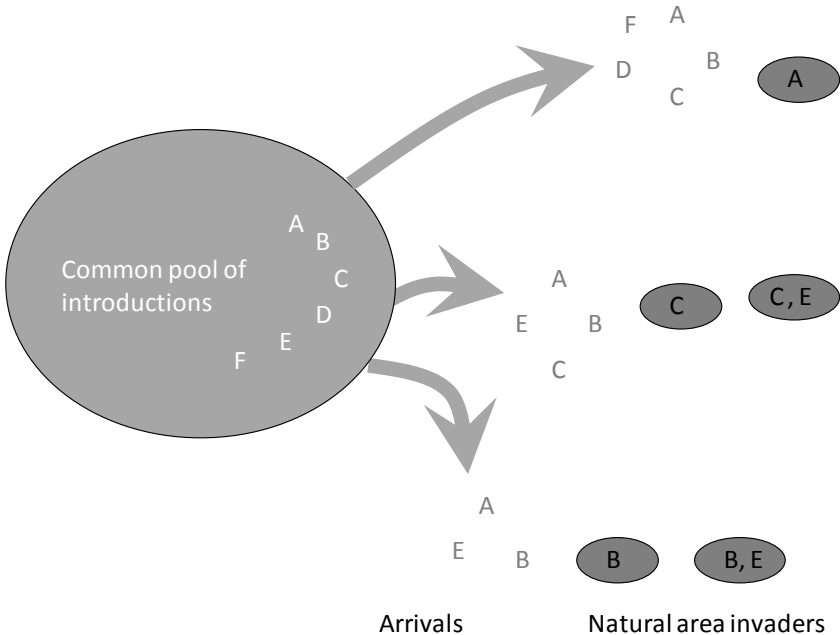 F
A
D
B
C
A
A
B
Common pool of
introductions
C
D
E
F
A
E
B
C
C
C, E
A
E
B
B
B, E
Arrivals
Natural area invaders